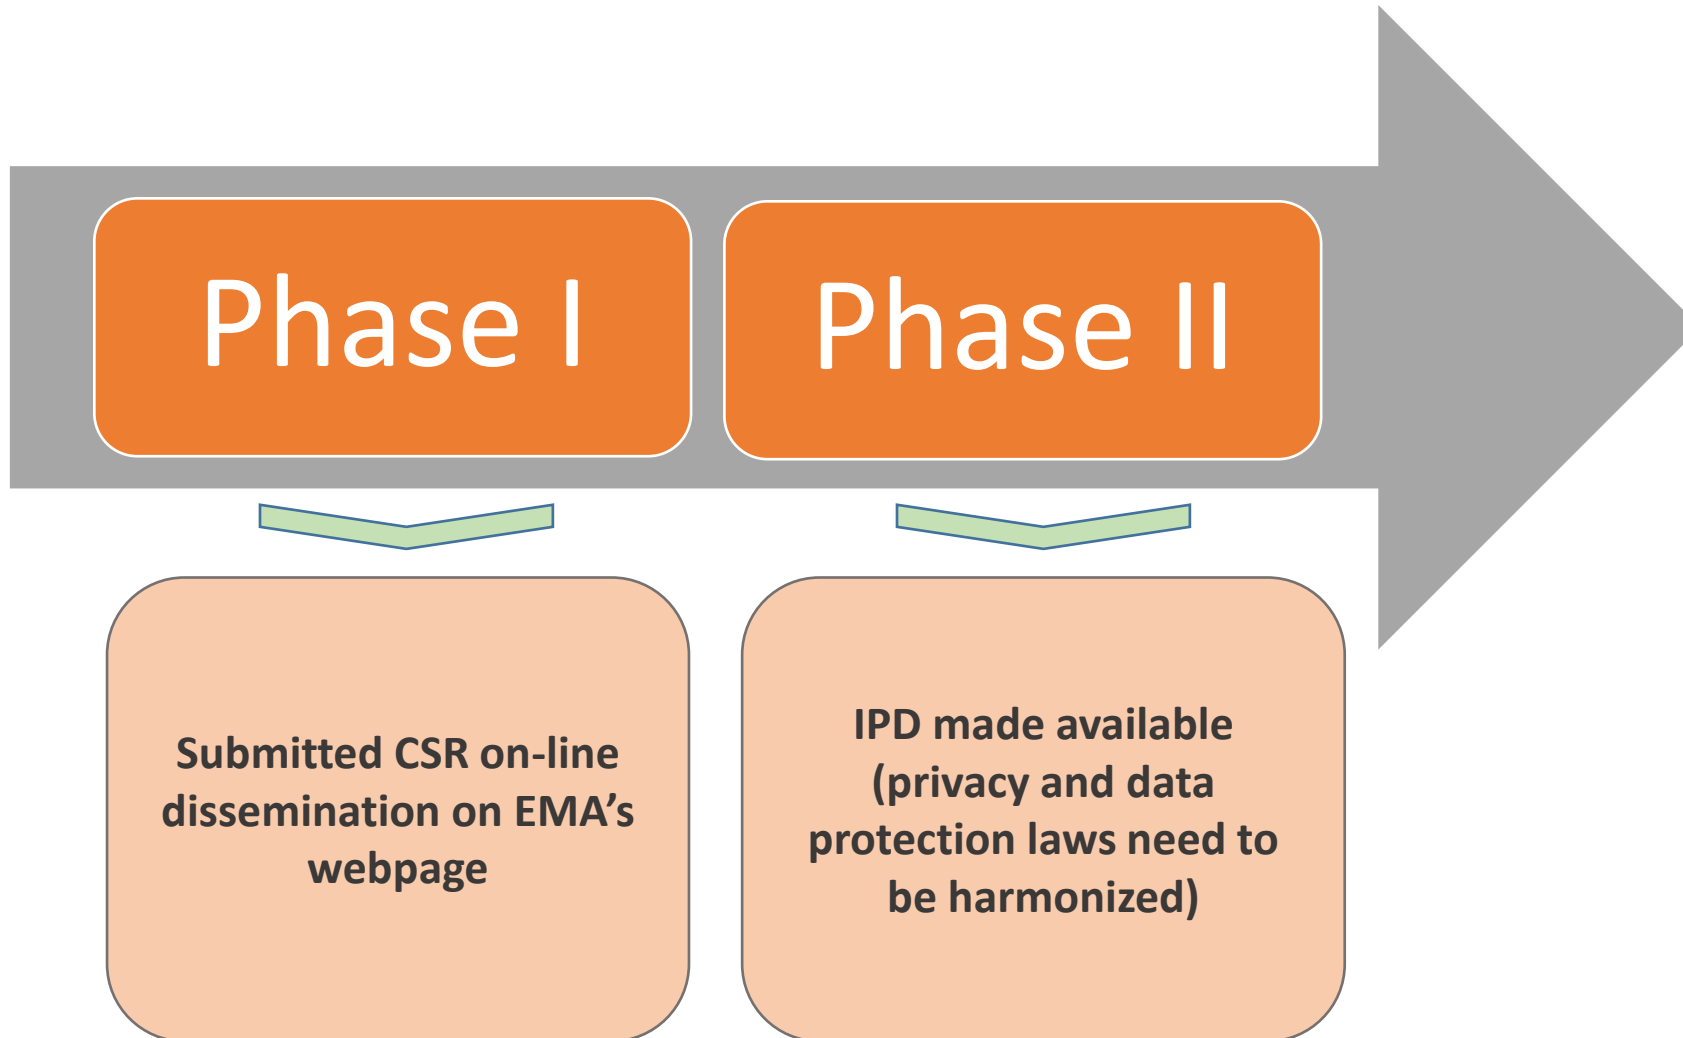 Phase I
Phase II
Submitted CSR on-line
dissemination on EMA’s
webpage
IPD made available
(privacy and data
protection laws need to
be harmonized)